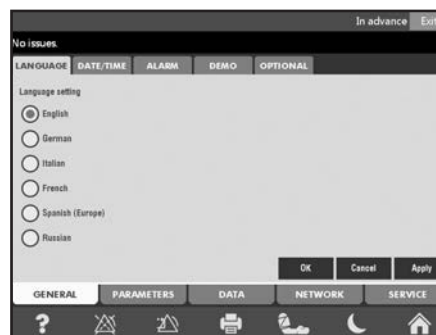 In advance Exit
No issues.
LANGUAGE DATE/TIME ALARM DEMO OPTIONAL
Language setting
English
German
Italian
French
Spanish (Europe)
Russian
OK Cancel Apply
GENERAL PARAMETERS DATA NETWORK SERVICE
?